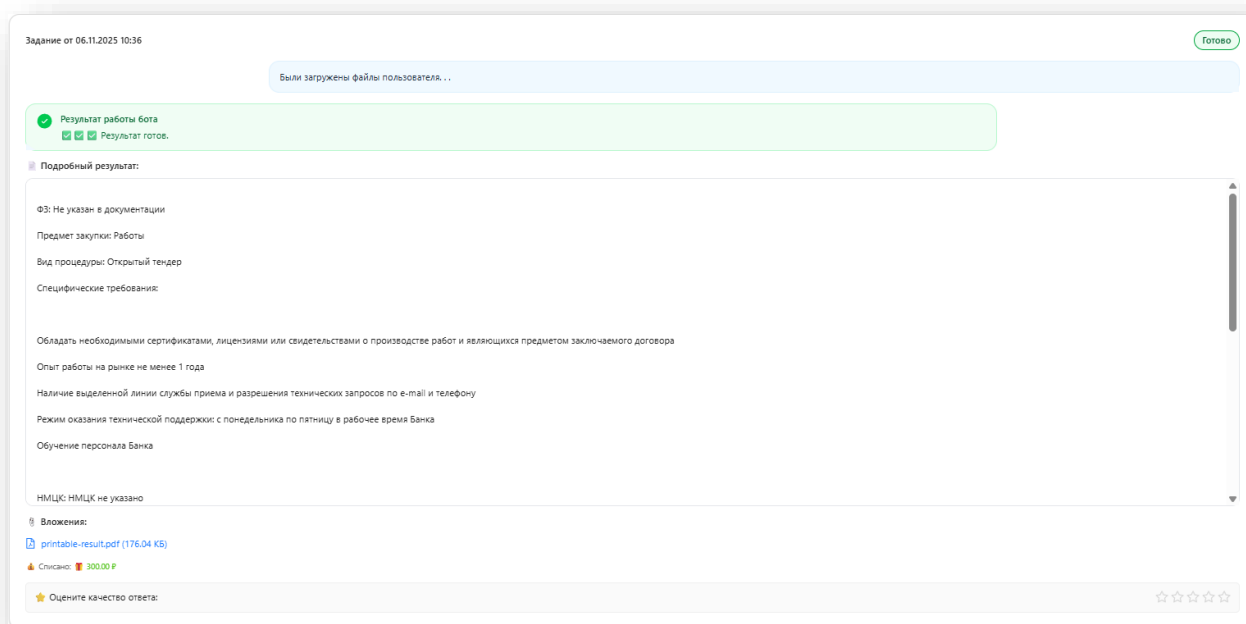 Задание от 06.11.2025 10:36
Готово
Были загружены файлы пользователя. . .
Результат работы бота
✅ ✅ ✅ Результат готов.
Подробный результат:
ФЗ: Не указан в документации
Предмет закупки: Работы
Вид процедуры: Открытый тендер
Специфические требования:
Обладать необходимыми сертификатами, лицензиями или свидетельствами о производстве работ и являющихся предметом заключаемого договора
Опыт работы на рынке не менее 1 года
Наличие выделенной линии службы приема и разрешения технических запросов по e-mail и телефону
Режим оказания технической поддержки: с понедельника по пятницу в рабочее время Банка
Обучение персонала Банка
НМЦК: НМЦК не указано
Вложения:
printable-result.pdf (176.04 КБ)
Списано: 🎁 300.00 ₽
Оцените качество ответа: